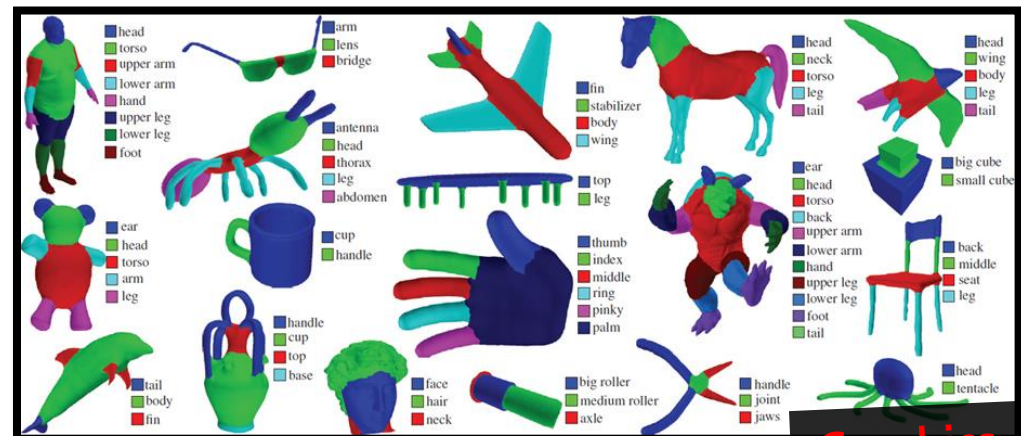 head
torso
upper arm
lower arm
hand
upper leg
lower leg
foot
arm
lens
bridge
fin
stabilizer
body
wing
head
neck
torso
leg
tail
head
wing
body
leg
tail
antenna
head
thorax
leg
abdomen
top
leg
ear
head
torso
back
upper arm
lower arm
hand
upper leg
lower leg
foot
tail
big cube
small cube
ear
head
torso
arm
leg
cup
handle
thumb
index
middle
ring
pinky
palm
back
middle
seat
leg
tail
body
fin
handle
cup
top
base
face
hair
neck
big roller
medium roller
axle
handle
joint
jaws
head
tentacle